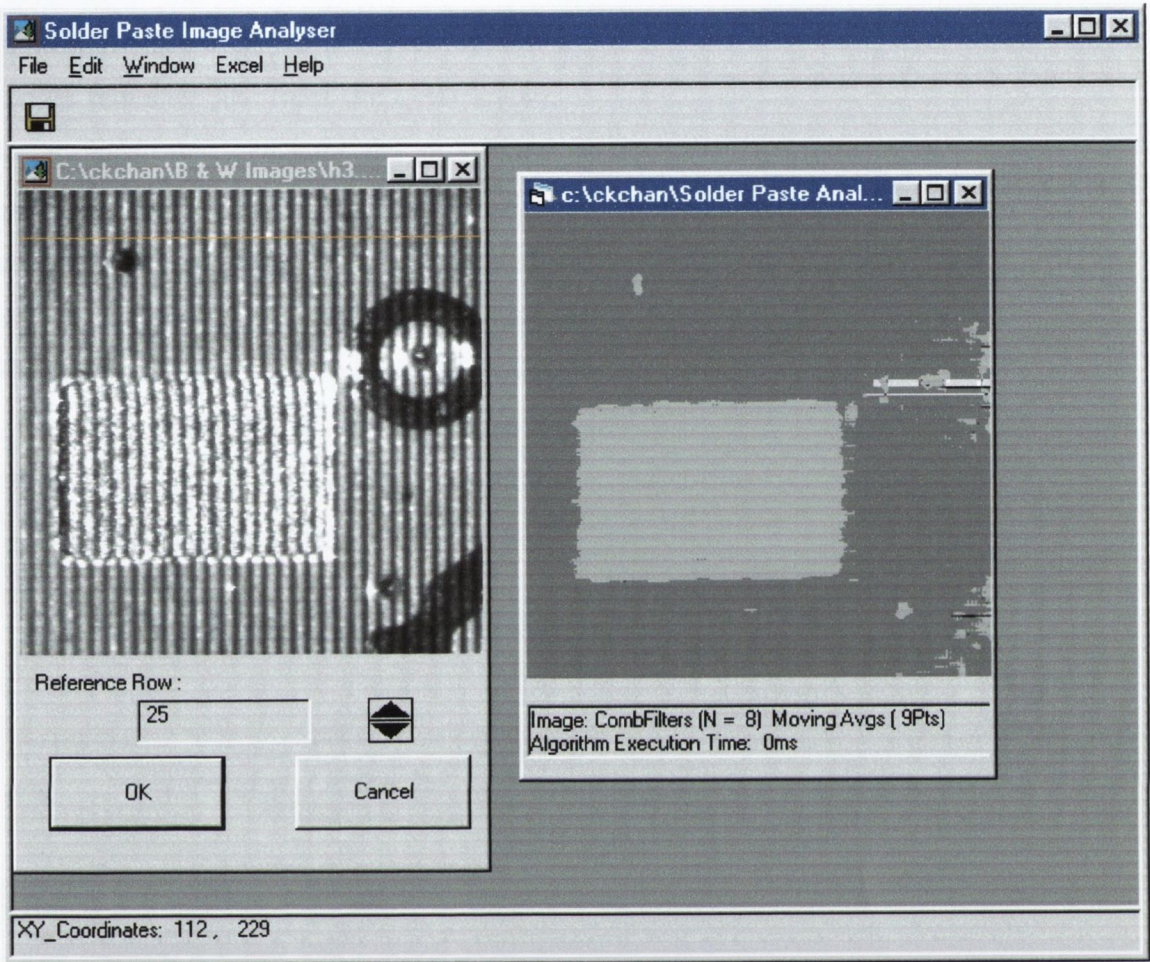 Solder Paste Image Analyser
File Edit Window Excel Help
C:\ckchan\B & W Images\h3....
c:\ckchan\Solder Paste Anal...
Reference Row :
25
OK
Cancel
Image: CombFilters (N = 8) Moving Avgs ( 9Pts)
Algorithm Execution Time: 0ms
XY_Coordinates: 112 , 229